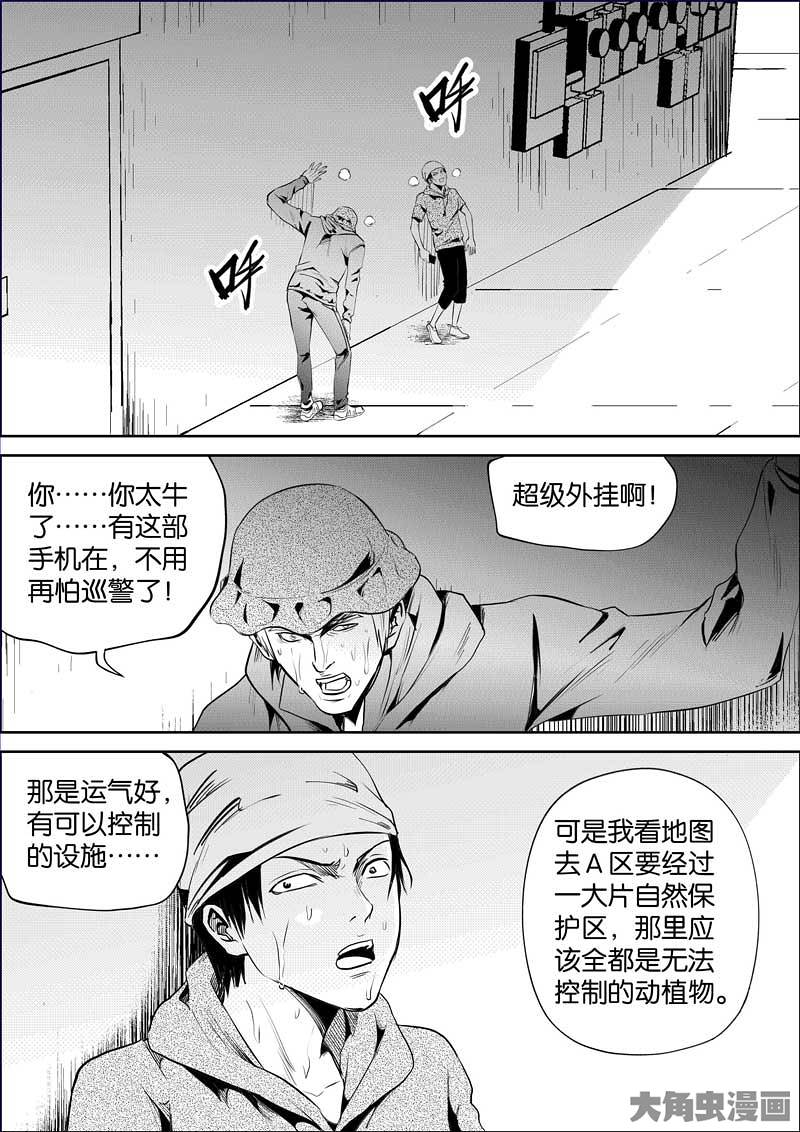 呼
呼
你……你太牛
了……有这部
手机在，不用
再怕巡警了！
超级外挂啊！
那是运气好，
有可以控制
的设施……
可是我看地图
去A区要经过
一大片自然保
护区，那里应
该全都是无法
控制的动植物。
大角虫漫画